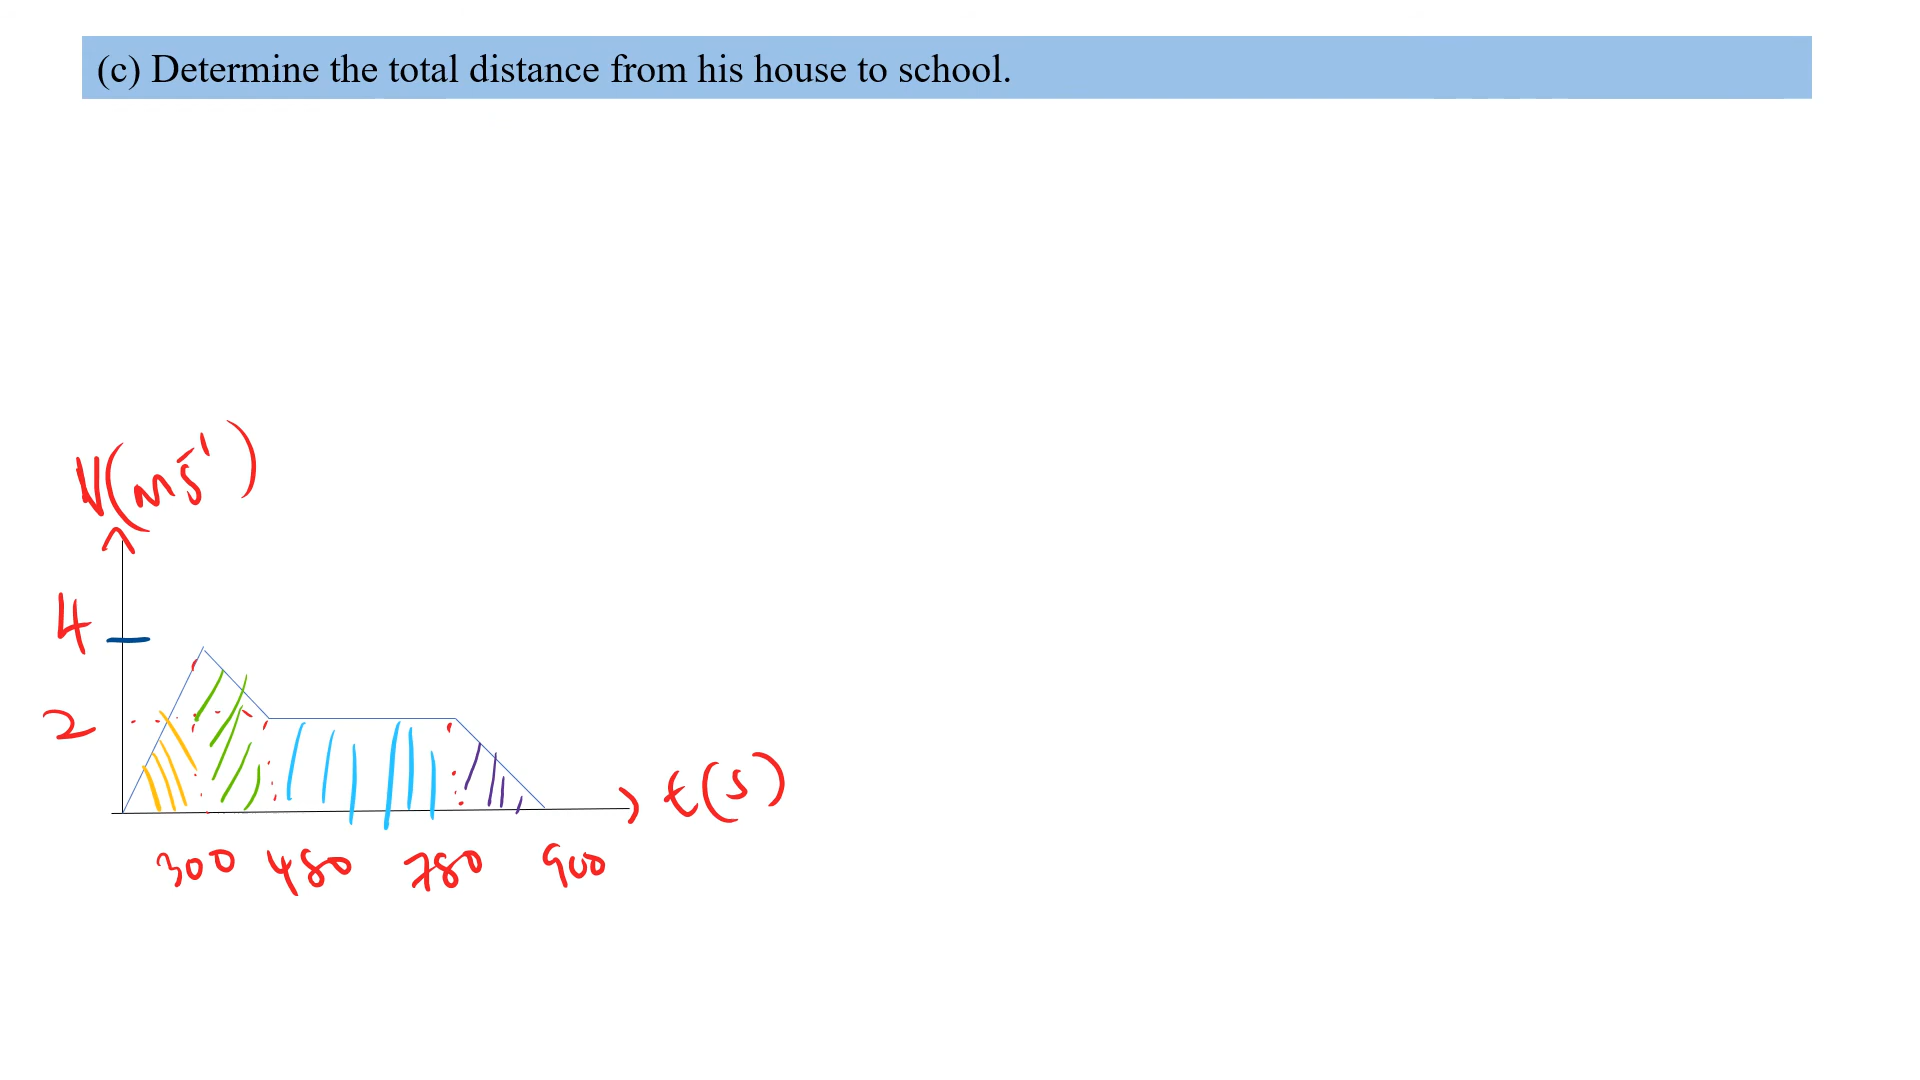 (c) Determine the total distance from his house to school.
V(ms⁻¹)
4
2
t(s)
300 480 780 900